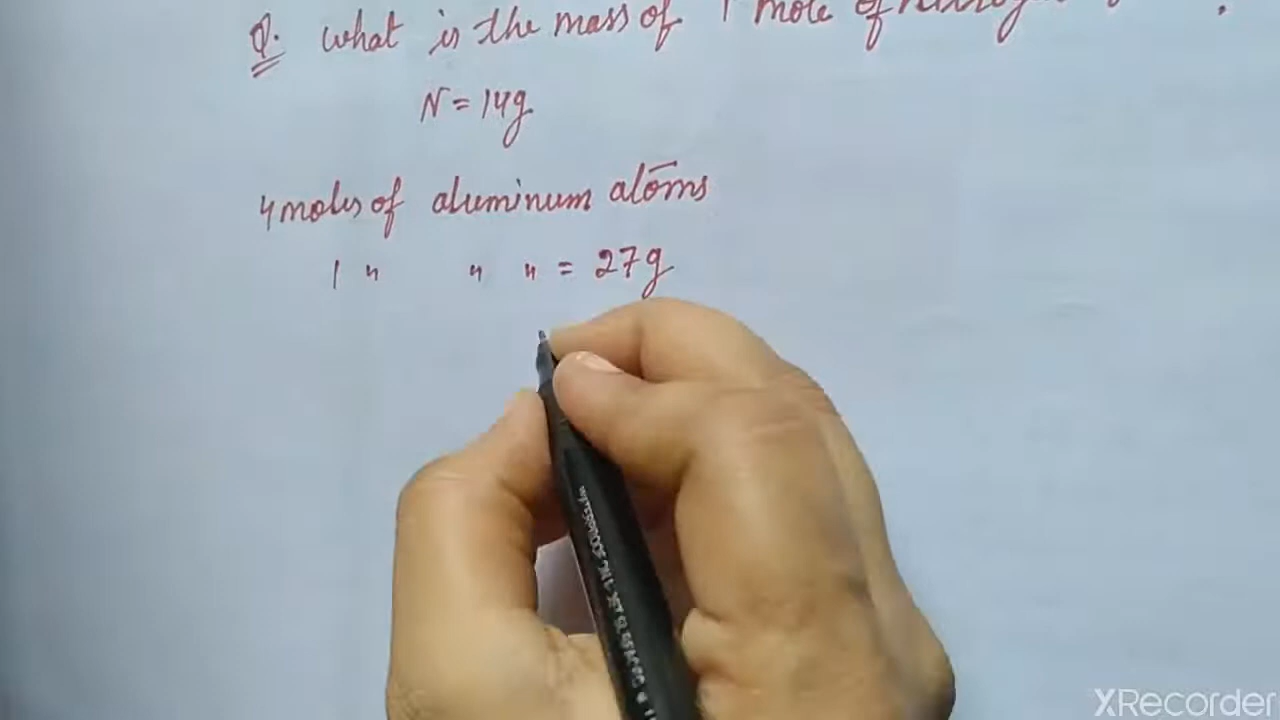 Q. What is the mass of 1 mole of
N = 14g
4 moles of aluminum atoms
1 " " " = 27g
XRecorder